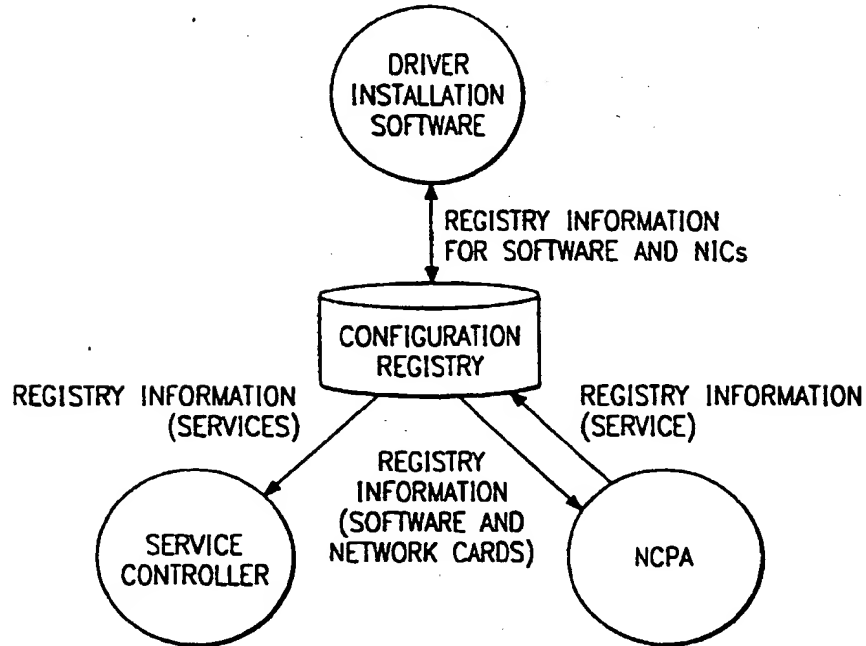 DRIVER
INSTALLATION
SOFTWARE
REGISTRY INFORMATION
FOR SOFTWARE AND NICs
CONFIGURATION
REGISTRY
REGISTRY INFORMATION
(SERVICES)
REGISTRY INFORMATION
(SERVICE)
REGISTRY
INFORMATION
(SOFTWARE AND
NETWORK CARDS)
SERVICE
CONTROLLER
NCPA